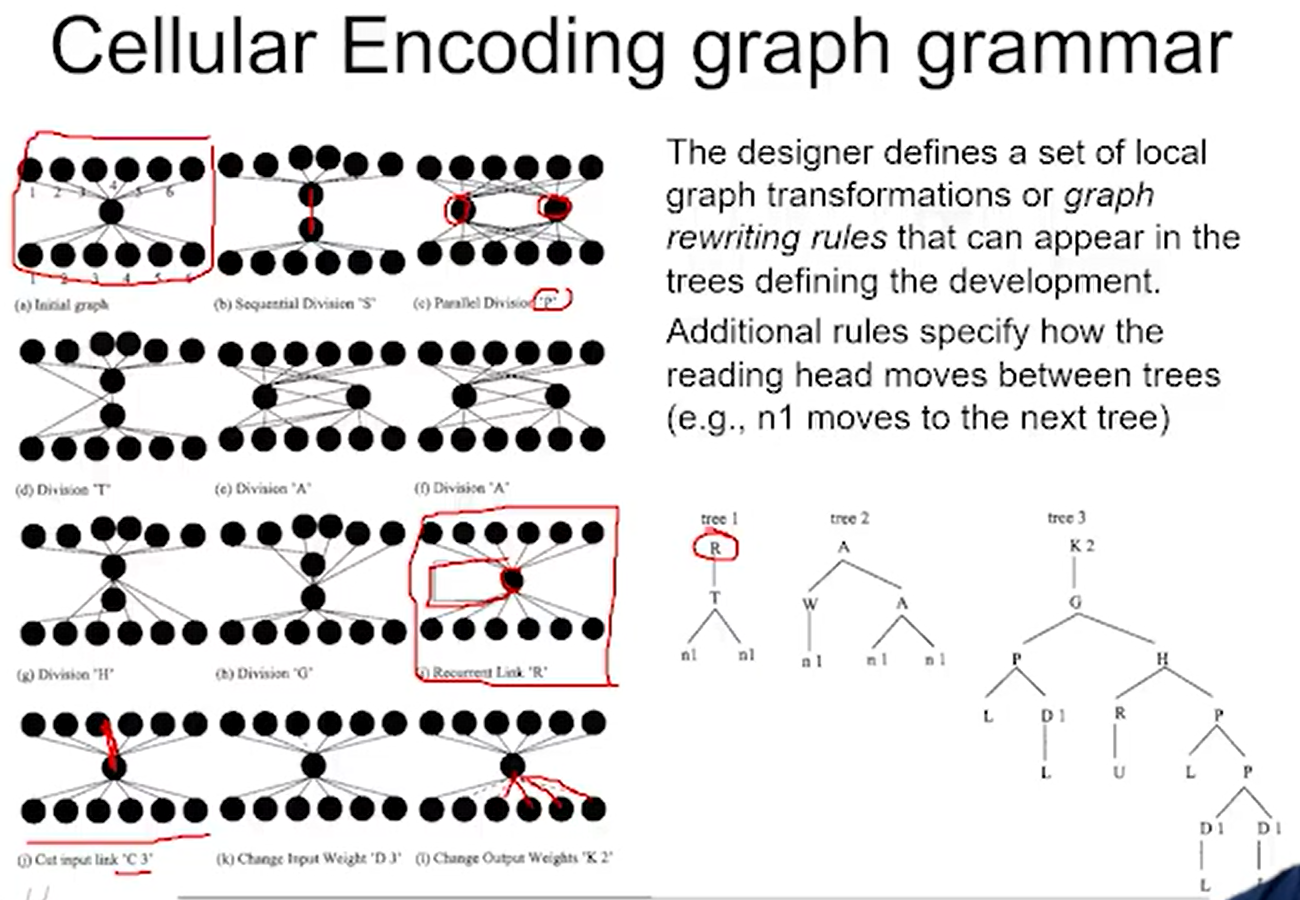 Cellular Encoding graph grammar
1 2 3 4 5 6
1 2 3 4 5 6
(a) Initial graph
(b) Sequential Division "S"
(c) Parallel Division "P"
(d) Division "T"
(e) Division "A"
(f) Division "A"
(g) Division "H"
(h) Division "G"
(i) Recurrent Link "R"
(j) Cut input link "C 3"
(k) Change Input Weight "D 3"
(l) Change Output Weights "K 2"
The designer defines a set of local
graph transformations or graph
rewriting rules that can appear in the
trees defining the development.
Additional rules specify how the
reading head moves between trees
(e.g., n1 moves to the next tree)
tree 1
R
T
n1 n1
tree 2
A
W A
n 1 n 1 n 1
tree 3
K 2
G
P H
L D 1 R P
L U L P
D 1 D 1
L